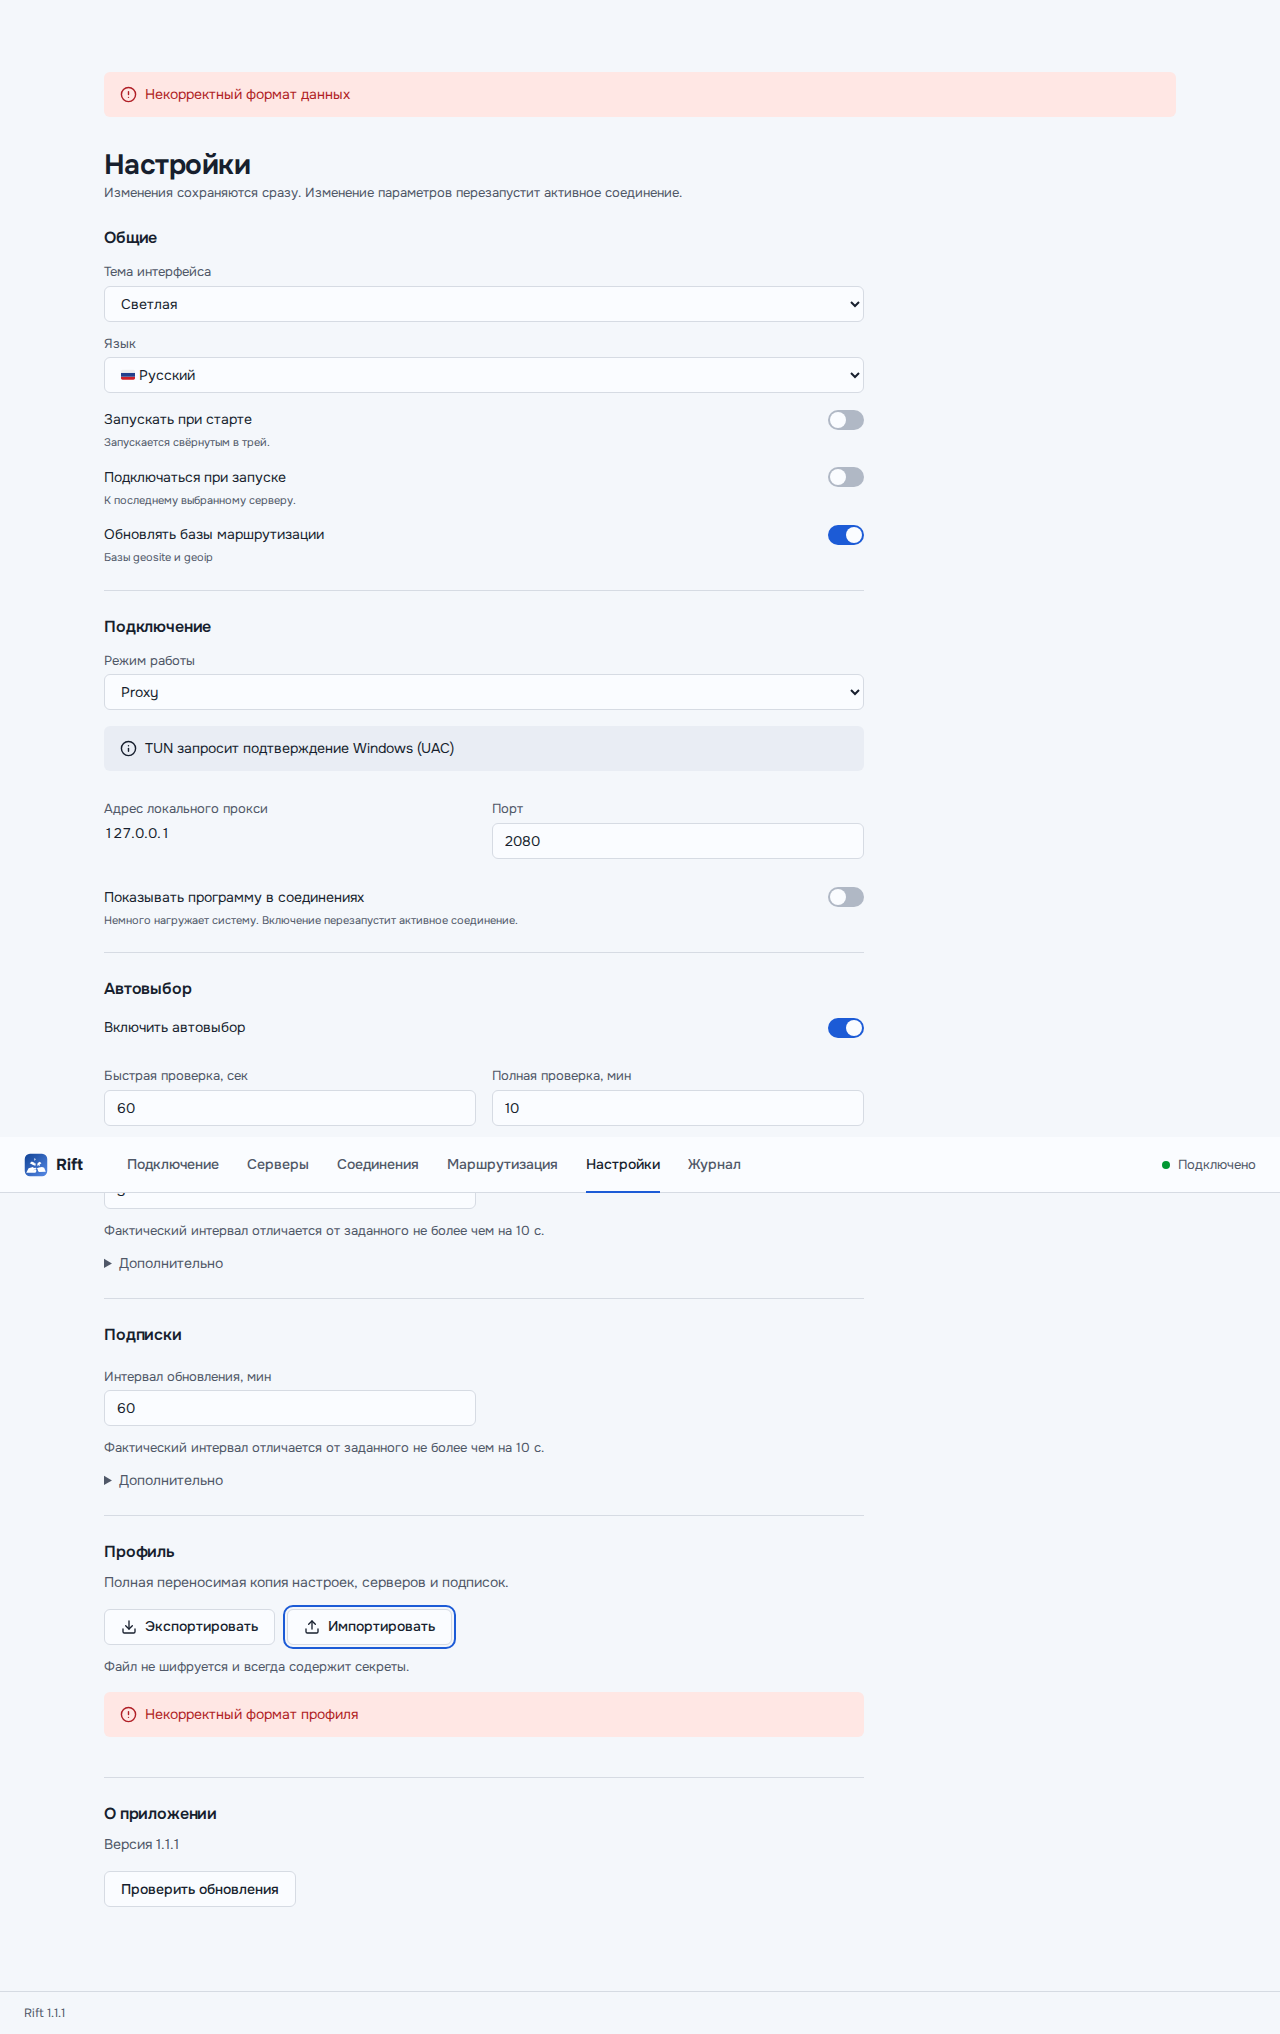 Некорректный формат данных
Настройки
Изменения сохраняются сразу. Изменение параметров перезапустит активное соединение.
Общие
Тема интерфейса
Светлая
Язык
Русский
Запускать при старте
Запускается свёрнутым в трей.
Подключаться при запуске
К последнему выбранному серверу.
Обновлять базы маршрутизации
Базы geosite и geoip
Подключение
Режим работы
Proxy
TUN запросит подтверждение Windows (UAC)
Адрес локального прокси Порт
127.0.0.1 2080
Показывать программу в соединениях
Немного нагружает систему. Включение перезапустит активное соединение.
Автовыбор
Включить автовыбор
Быстрая проверка, сек Полная проверка, мин
60 10
Rift Подключение Серверы Соединения Маршрутизация Настройки Журнал Подключено
Фактический интервал отличается от заданного не более чем на 10 с.
Дополнительно
Подписки
Интервал обновления, мин
60
Фактический интервал отличается от заданного не более чем на 10 с.
Дополнительно
Профиль
Полная переносимая копия настроек, серверов и подписок.
Экспортировать Импортировать
Файл не шифруется и всегда содержит секреты.
Некорректный формат профиля
О приложении
Версия 1.1.1
Проверить обновления
Rift 1.1.1